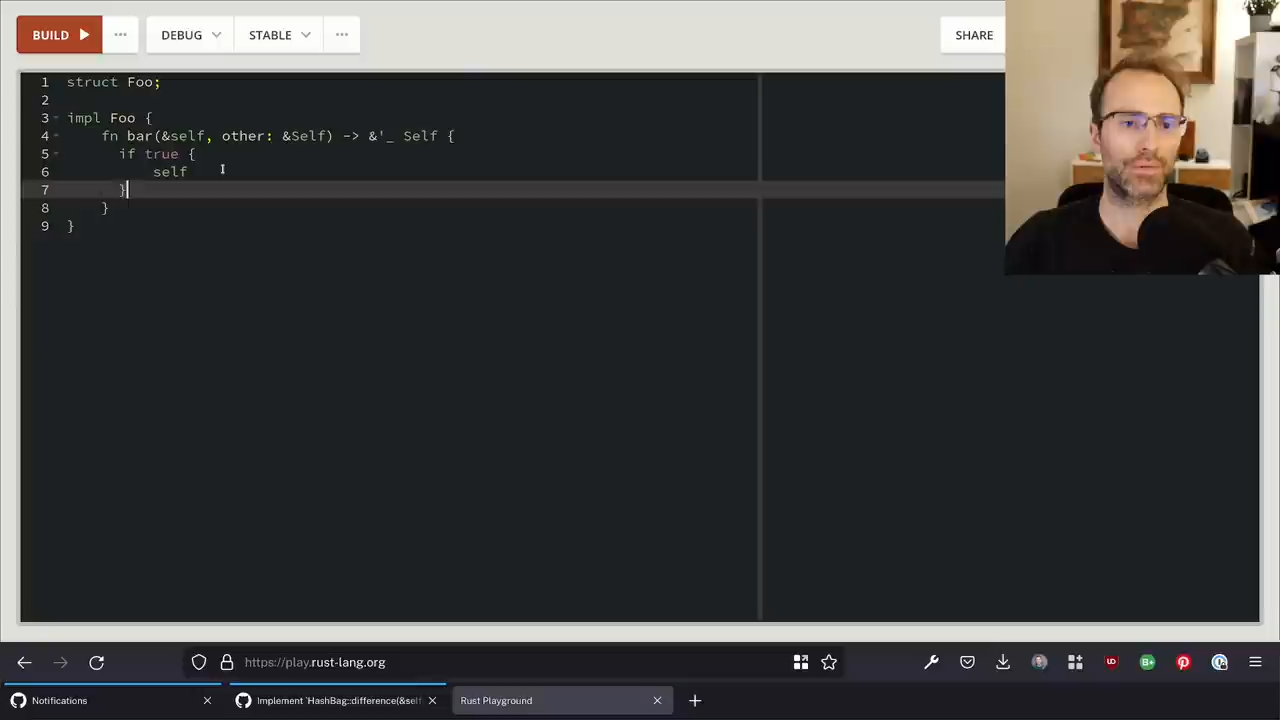 BUILD ▶ ··· DEBUG STABLE ··· SHARE
1 struct Foo;
2
3 impl Foo {
4 fn bar(&self, other: &Self) -> &'_ Self {
5 if true {
6 self
7 }
8 }
9 }
https://play.rust-lang.org
Notifications
Implement `HashBag::difference(&self
Rust Playground